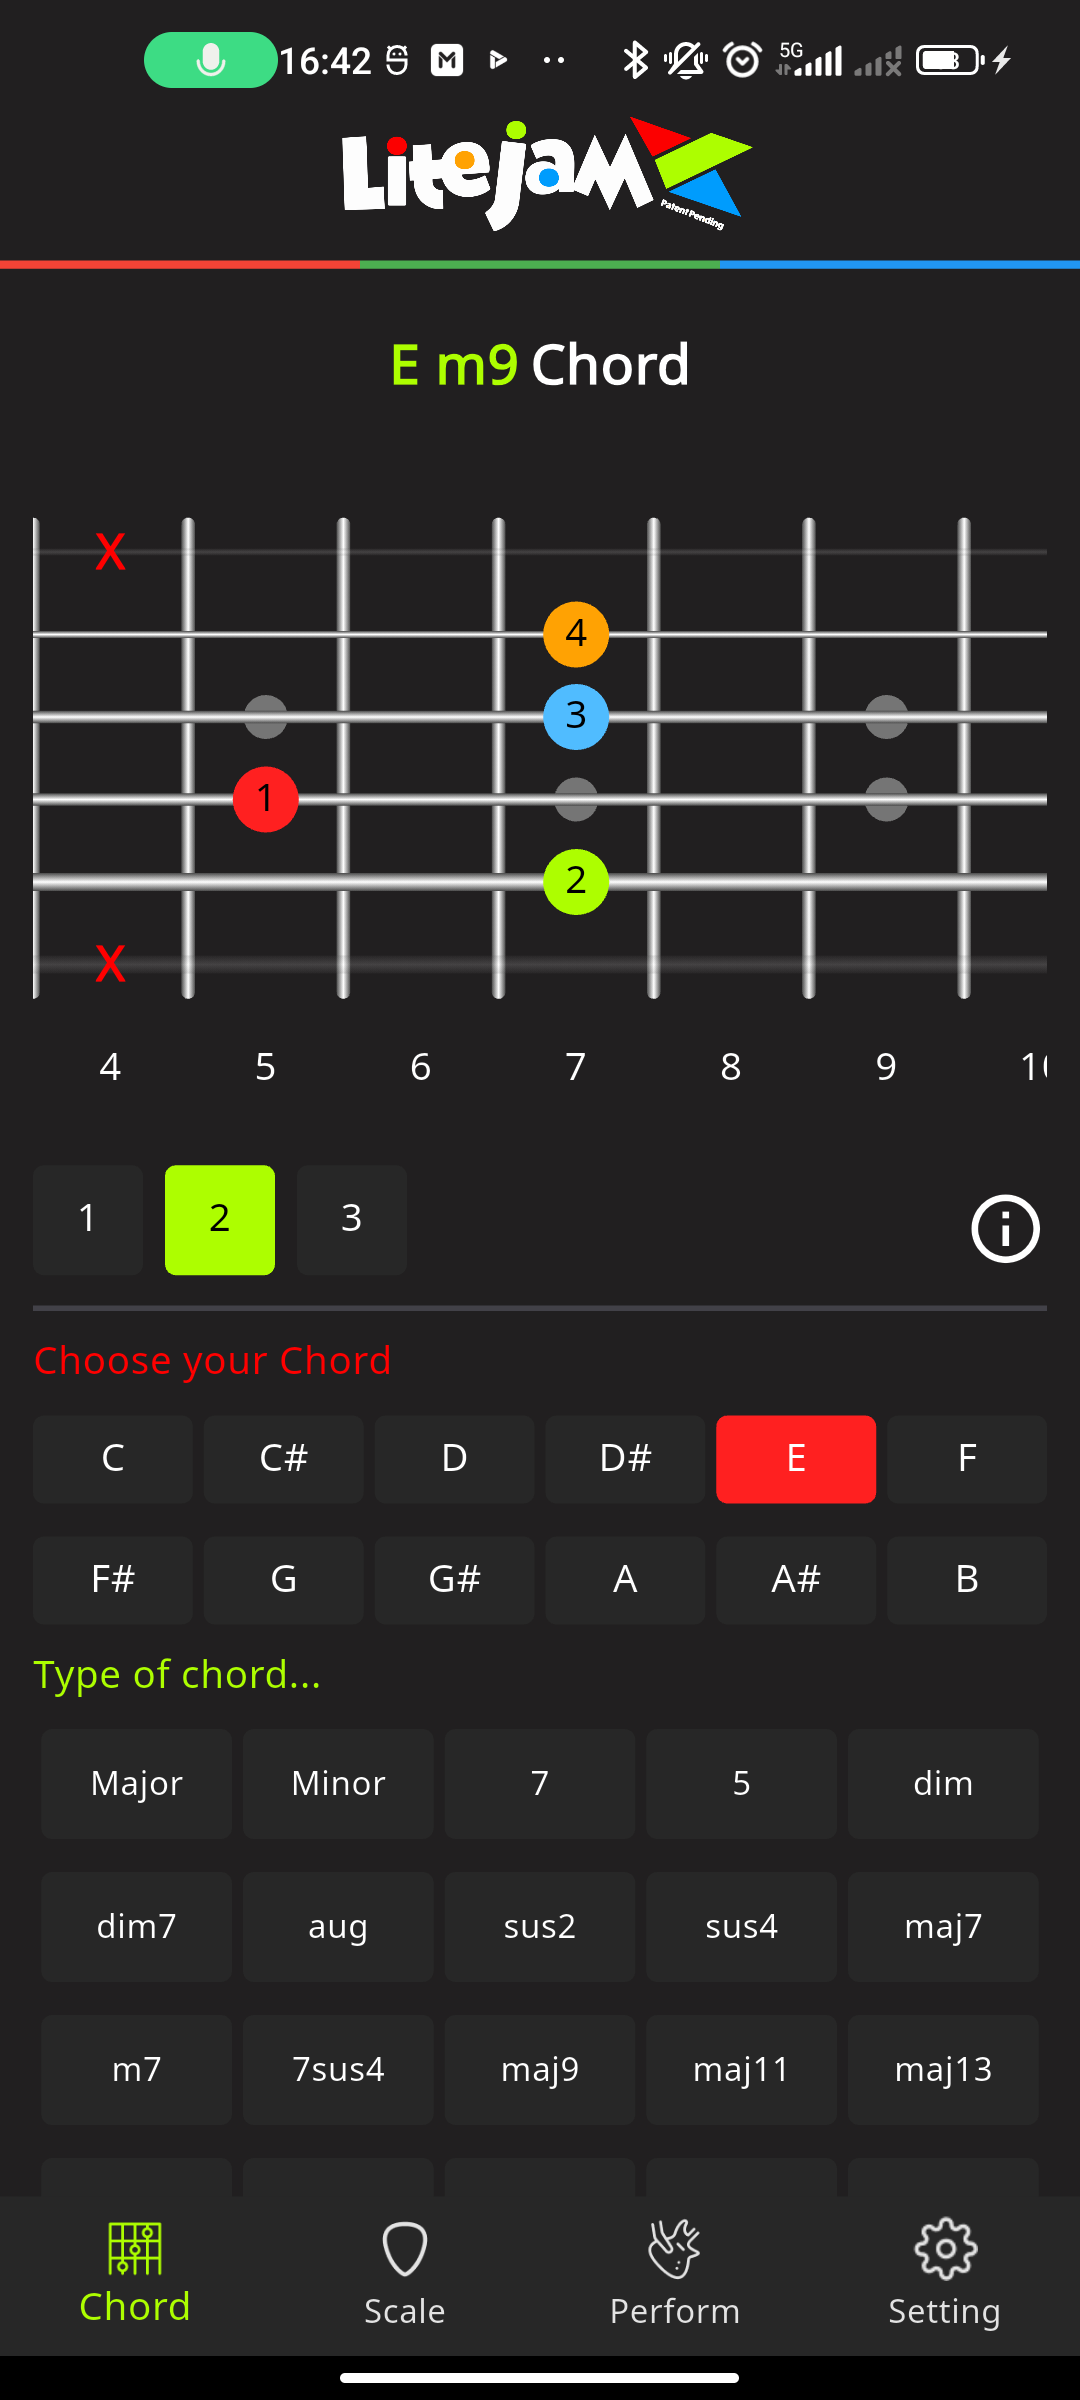 16:42
5G
LiteJam
Patent Pending
E m9 Chord
X
4
3
1
2
X
4 5 6 7 8 9
1 2 3
Choose your Chord
C C# D D# E F
F# G G# A A# B
Type of chord...
Major Minor 7 5 dim
dim7 aug sus2 sus4 maj7
m7 7sus4 maj9 maj11 maj13
Chord Scale Perform Setting